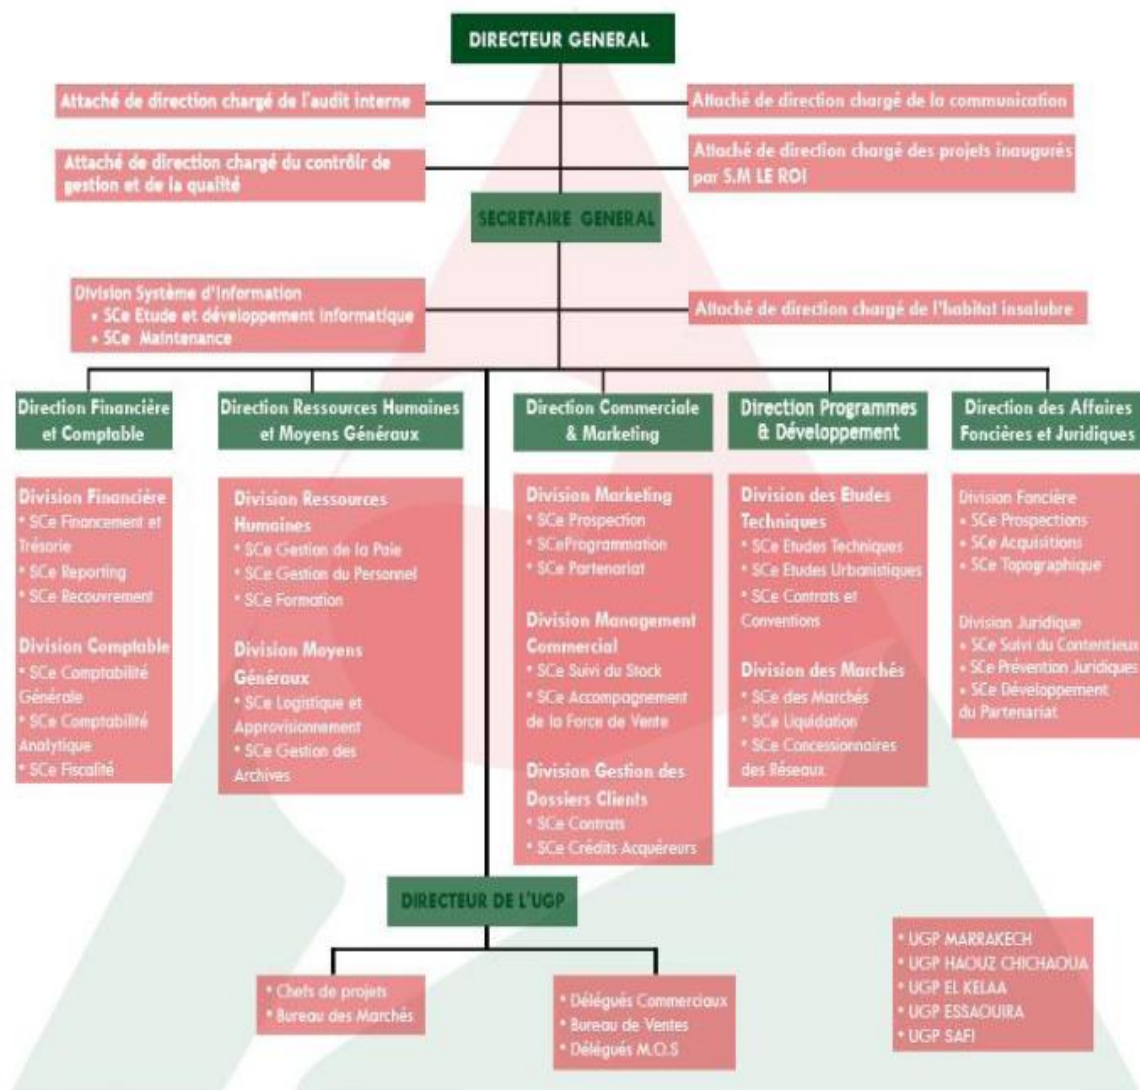 DIRECTEUR GENERAL
Attaché de direction chargé de l'audit interne
Attaché de direction chargé de la communication
Attaché de direction chargé du contrôlr de
gestion et de la qualité
Attaché de direction chargé des projets inaugurés
par S.M LE ROI
SECRETAIRE GENERAL
Division Système d'Information
• SCe Etude et développement Informatique
• SCe Maintenance
Attaché de direction chargé de l'habitat insalubre
Direction Financière
et Comptable
Direction Ressources Humaines
et Moyens Généraux
Direction Commerciale
& Marketing
Direction Programmes
& Développement
Direction des Affaires
Foncières et Juridiques
Division Financière
• SCe Financement et
Trésorie
• SCe Reporting
• SCe Recouvrement
Division Comptable
• SCe Comptabilité
Générale
• SCe Comptabilité
Analytique
• SCe Fiscalité
Division Ressources
Humaines
• SCe Gestion de la Paie
• SCe Gestion du Personnel
• SCe Formation
Division Moyens
Généraux
• SCe Logistique et
Approvisionnement
• SCe Gestion des
Archives
Division Marketing
• SCe Prospection
• SCeProgrammation
• SCe Partenariat
Division Management
Commercial
• SCe Suivi du Stock
• SCe Accompagnement
de la Force de Vente
Division Gestion des
Dossiers Clients
• SCe Contrats
• SCe Crédits Acquéreurs
Division des Etudes
Techniques
• SCe Etudes Techniques
• SCe Etudes Urbanistiques
• SCe Contrats et
Conventions
Division des Marchés
• SCe des Marchés
• SCe Liquidation
• SCe Concessionnaires
des Réseaux
Division Foncière
• SCe Prospections
• SCe Acquisitions
• SCe Topographique
Division Juridique
• SCe Suivi du Contentieux
• SCe Prévention Juridiques
• SCe Développement
du Partenariat
DIRECTEUR DE L'UGP
• Chefs de projets
• Bureau des Marchés
• Délégués Commerciaux
• Bureau de Ventes
• Délégués M.O.S
• UGP MARRAKECH
• UGP HAOUZ CHICHAOUA
• UGP EL KELAA
• UGP ESSAOUIRA
• UGP SAFI